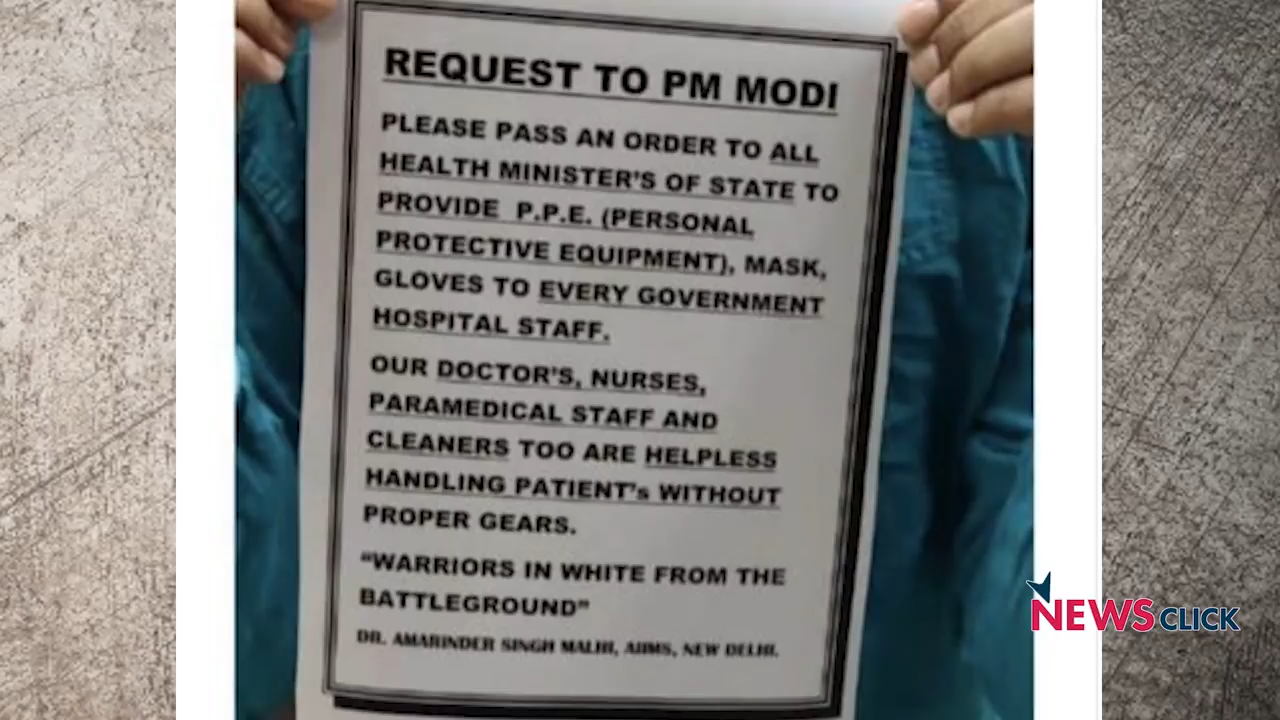 REQUEST TO PM MODI
PLEASE PASS AN ORDER TO ALL
HEALTH MINISTER'S OF STATE TO
PROVIDE P.P.E. (PERSONAL
PROTECTIVE EQUIPMENT), MASK,
GLOVES TO EVERY GOVERNMENT
HOSPITAL STAFF.
OUR DOCTOR'S, NURSES,
PARAMEDICAL STAFF AND
CLEANERS TOO ARE HELPLESS
HANDLING PATIENT's WITHOUT
PROPER GEARS.
“WARRIORS IN WHITE FROM THE
BATTLEGROUND”
DR. AMARINDER SINGH MALHI, AIIMS, NEW DELHI.
NEWSCLICK